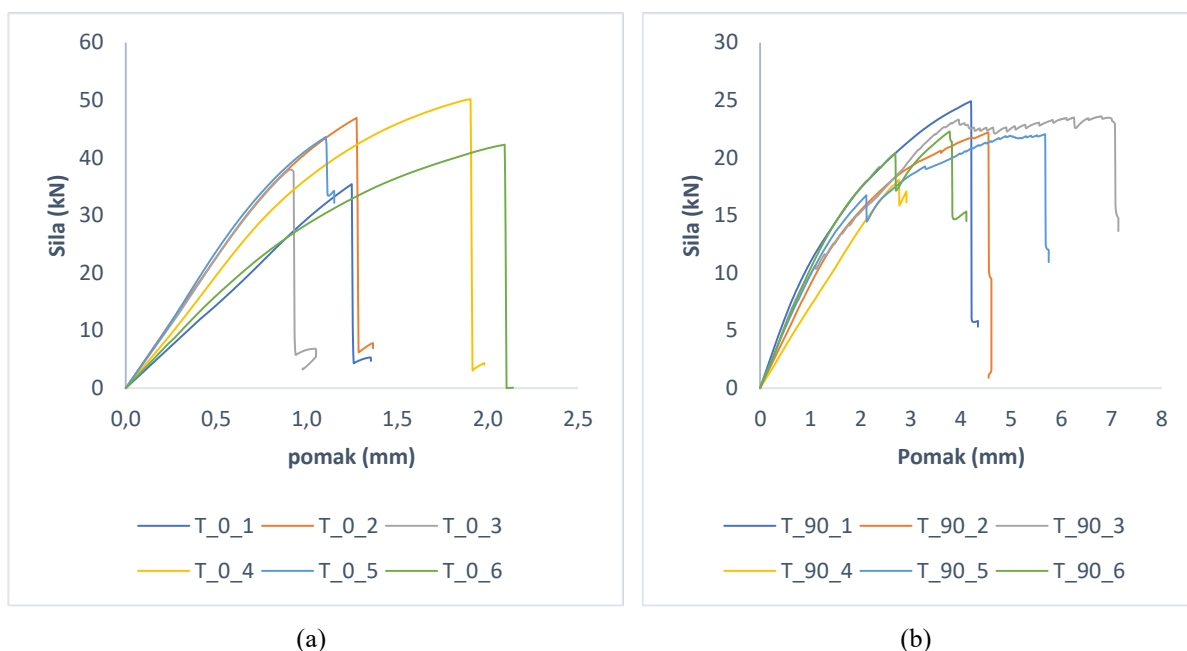 60
50
40
30
20
10
0
Sila (kN)
0,0 0,5 1,0 1,5 2,0 2,5
pomak (mm)
T_0_1 T_0_2 T_0_3
T_0_4 T_0_5 T_0_6
(a)
30
25
20
15
10
5
0
Sila (kN)
0 1 2 3 4 5 6 7 8
Pomak (mm)
T_90_1 T_90_2 T_90_3
T_90_4 T_90_5 T_90_6
(b)